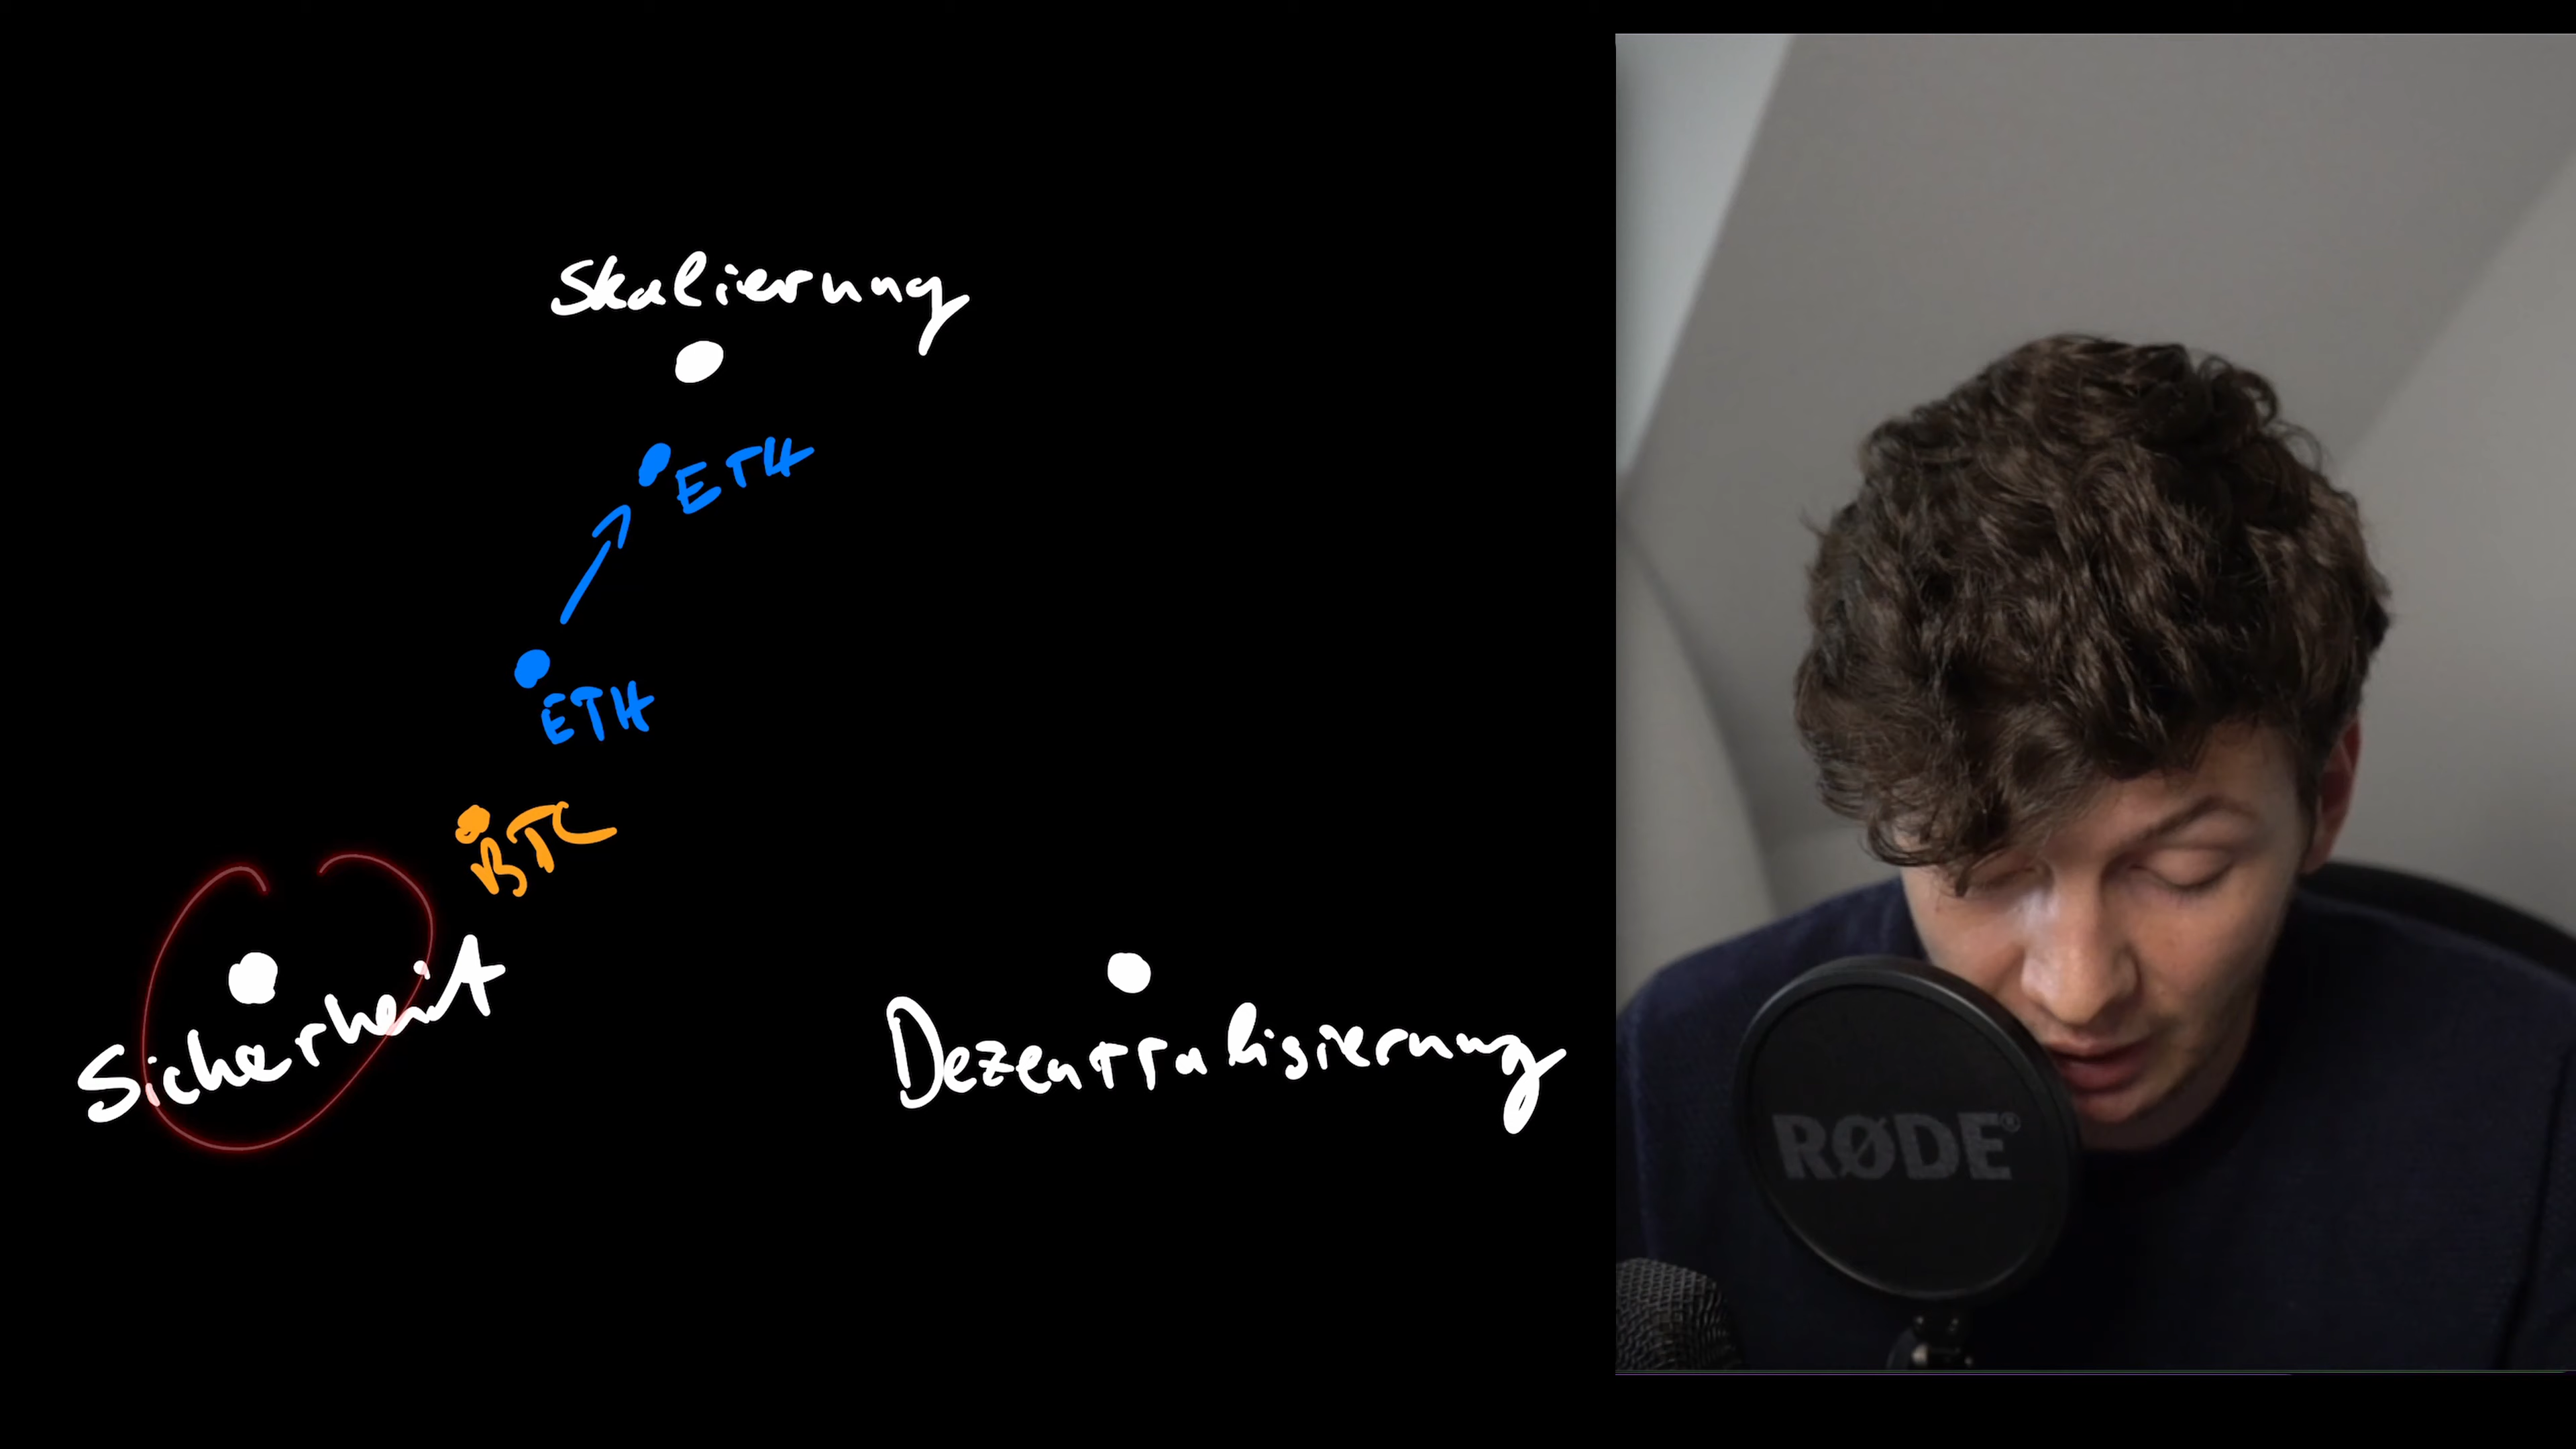 Skalierung
ETH
ETH
BTC
Sicherheit
Dezentralisierung
RØDE®